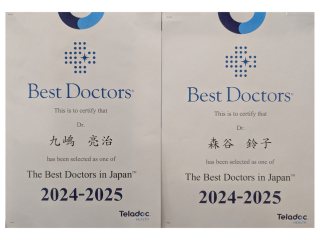 Best Doctors
This is to certify that
Dr.
九嶋 亮治
has been selected as one of
The Best Doctors in Japan™
2024-2025
Teladoc
HEALTH
Best Doctors
This is to certify that
Dr.
森谷 鈴子
has been selected as one of
The Best Doctors in Japan™
2024-2025
Teladoc
HEALTH